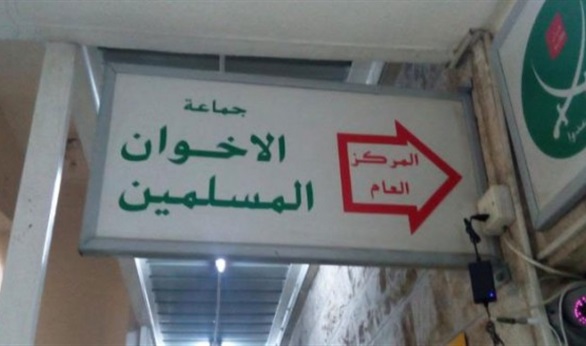 جماعة
الاخوان
المسلمين
المركز
العام